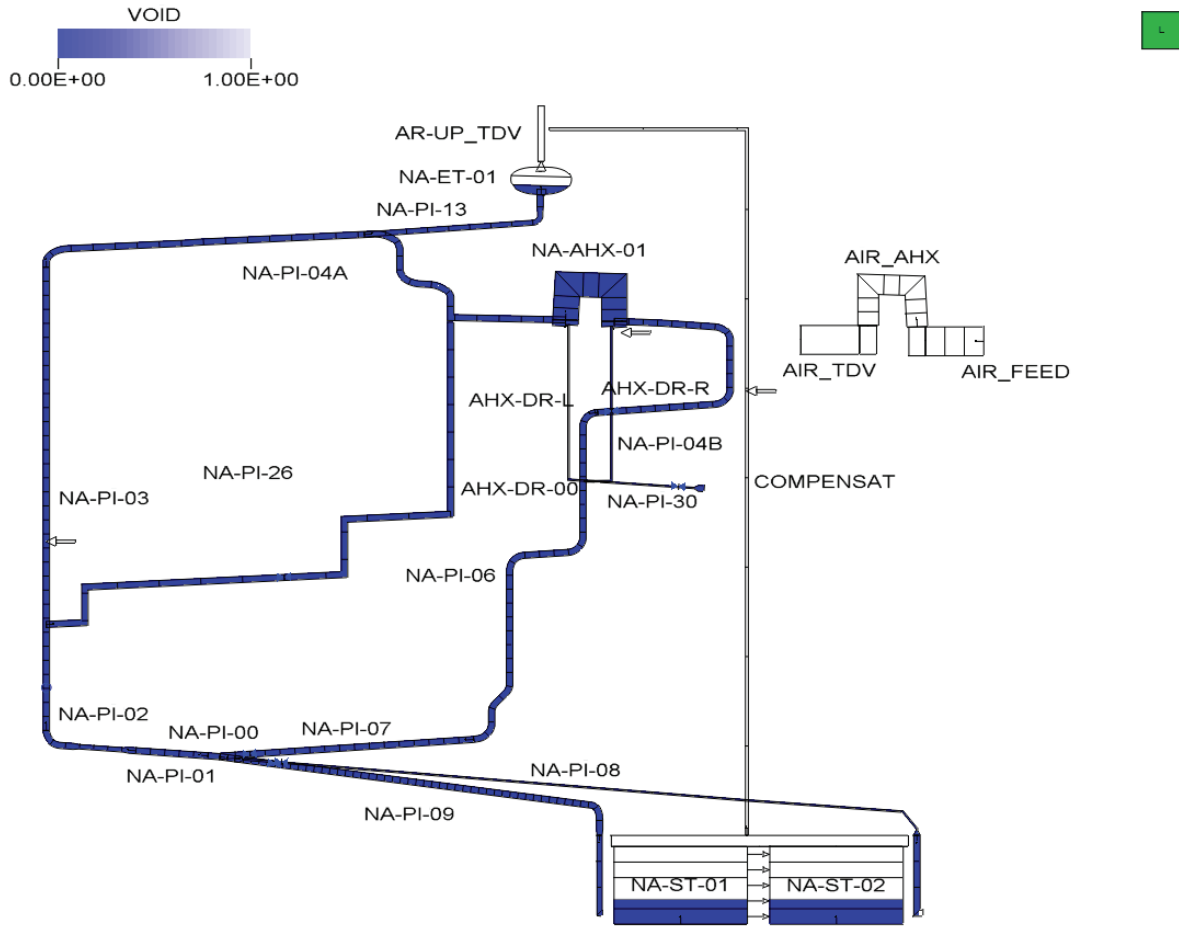 VOID
0.00E+00 1.00E+00
L
AR-UP_TDV
NA-ET-01
NA-PI-13
NA-AHX-01
AIR_AHX
NA-PI-04A
AIR_TDV
AIR_FEED
AHX-DR-L
AHX-DR-R
NA-PI-04B
NA-PI-26
NA-PI-03
AHX-DR-00
NA-PI-30
COMPENSAT
NA-PI-06
NA-PI-02
NA-PI-00
NA-PI-07
NA-PI-01
NA-PI-08
NA-PI-09
NA-ST-01
NA-ST-02